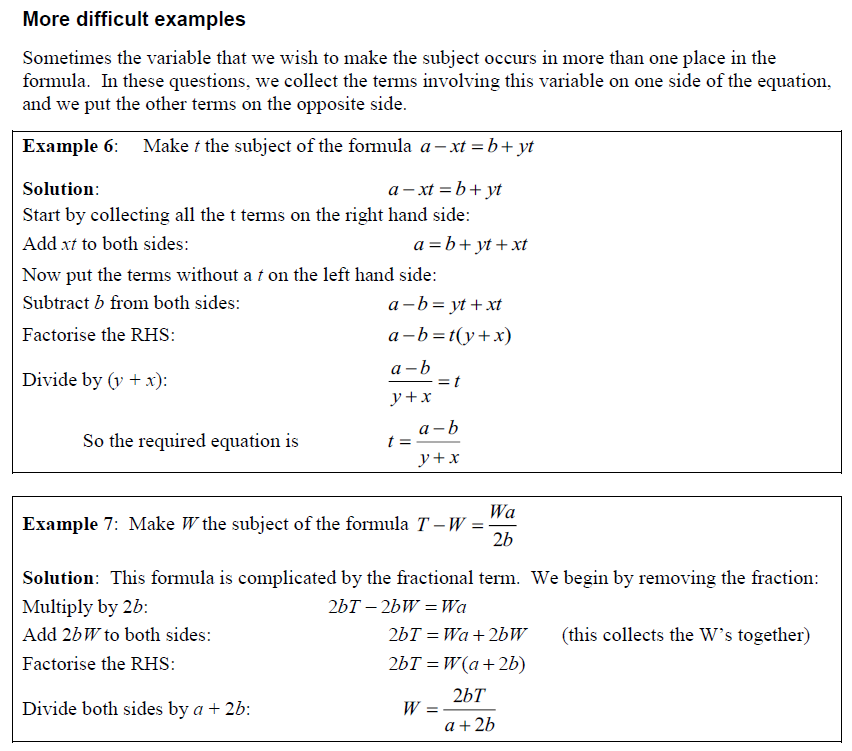 More difficult examples
Sometimes the variable that we wish to make the subject occurs in more than one place in the
formula. In these questions, we collect the terms involving this variable on one side of the equation,
and we put the other terms on the opposite side.
Example 6: Make t the subject of the formula a − xt = b + yt
Solution: a − xt = b + yt
Start by collecting all the t terms on the right hand side:
Add xt to both sides: a = b + yt + xt
Now put the terms without a t on the left hand side:
Subtract b from both sides: a − b = yt + xt
Factorise the RHS: a − b = t(y + x)
Divide by (y + x): (a − b)/(y + x) = t
So the required equation is t = (a − b)/(y + x)
Example 7: Make W the subject of the formula T − W = Wa/2b
Solution: This formula is complicated by the fractional term. We begin by removing the fraction:
Multiply by 2b: 2bT − 2bW = Wa
Add 2bW to both sides: 2bT = Wa + 2bW (this collects the W's together)
Factorise the RHS: 2bT = W(a + 2b)
Divide both sides by a + 2b: W = 2bT/(a + 2b)